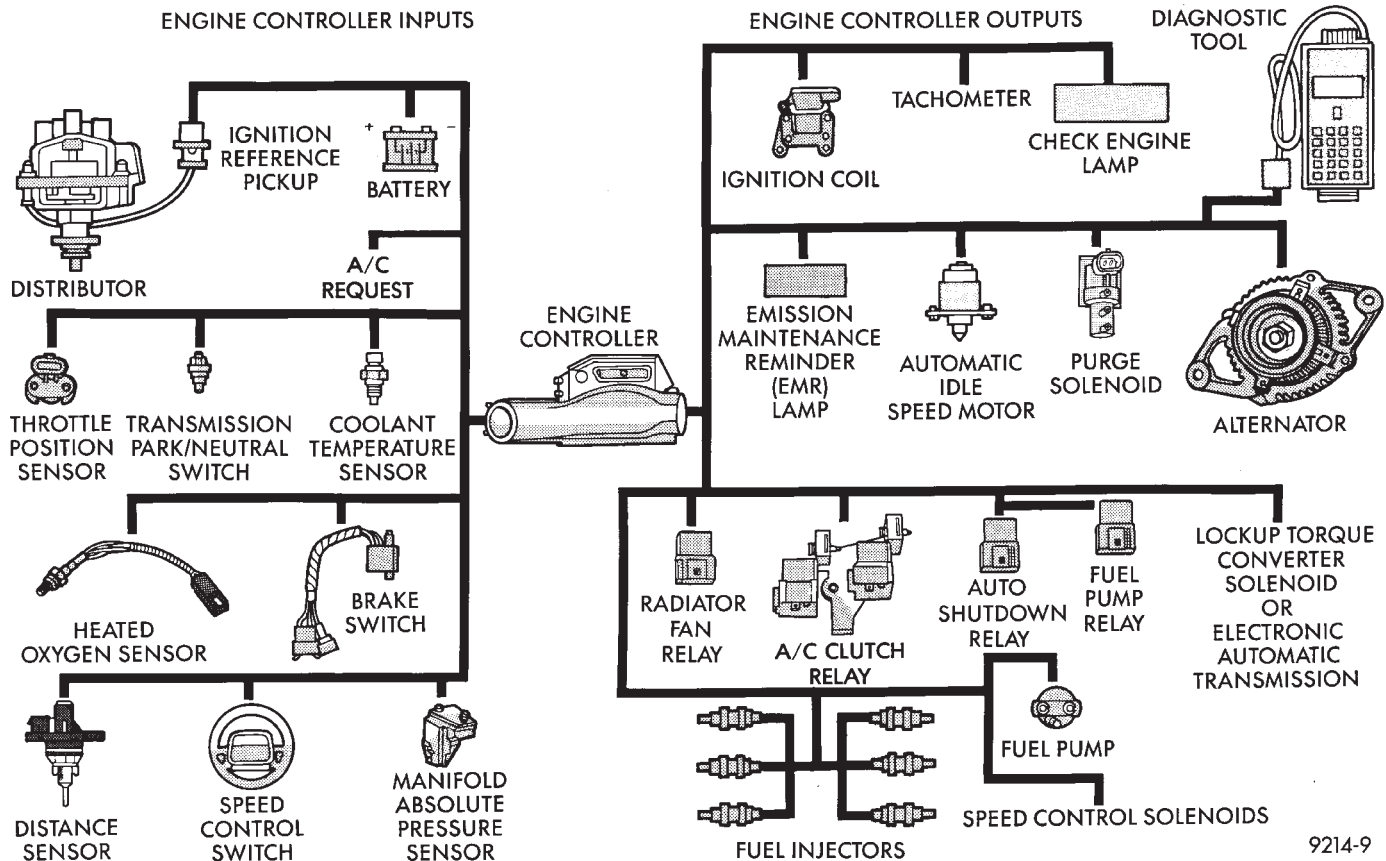 ENGINE CONTROLLER INPUTS
ENGINE CONTROLLER OUTPUTS
DIAGNOSTIC
TOOL
IGNITION
REFERENCE
PICKUP
+
−
BATTERY
DISTRIBUTOR
A/C
REQUEST
IGNITION COIL
TACHOMETER
CHECK ENGINE
LAMP
THROTTLE
POSITION
SENSOR
TRANSMISSION
PARK/NEUTRAL
SWITCH
COOLANT
TEMPERATURE
SENSOR
ENGINE
CONTROLLER
EMISSION
MAINTENANCE
REMINDER
(EMR)
LAMP
AUTOMATIC
IDLE
SPEED MOTOR
PURGE
SOLENOID
ALTERNATOR
HEATED
OXYGEN SENSOR
BRAKE
SWITCH
RADIATOR
FAN
RELAY
A/C CLUTCH
RELAY
AUTO
SHUTDOWN
RELAY
FUEL
PUMP
RELAY
LOCKUP TORQUE
CONVERTER
SOLENOID
OR
ELECTRONIC
AUTOMATIC
TRANSMISSION
DISTANCE
SENSOR
SPEED
CONTROL
SWITCH
MANIFOLD
ABSOLUTE
PRESSURE
SENSOR
FUEL INJECTORS
FUEL PUMP
SPEED CONTROL SOLENOIDS
9214-9